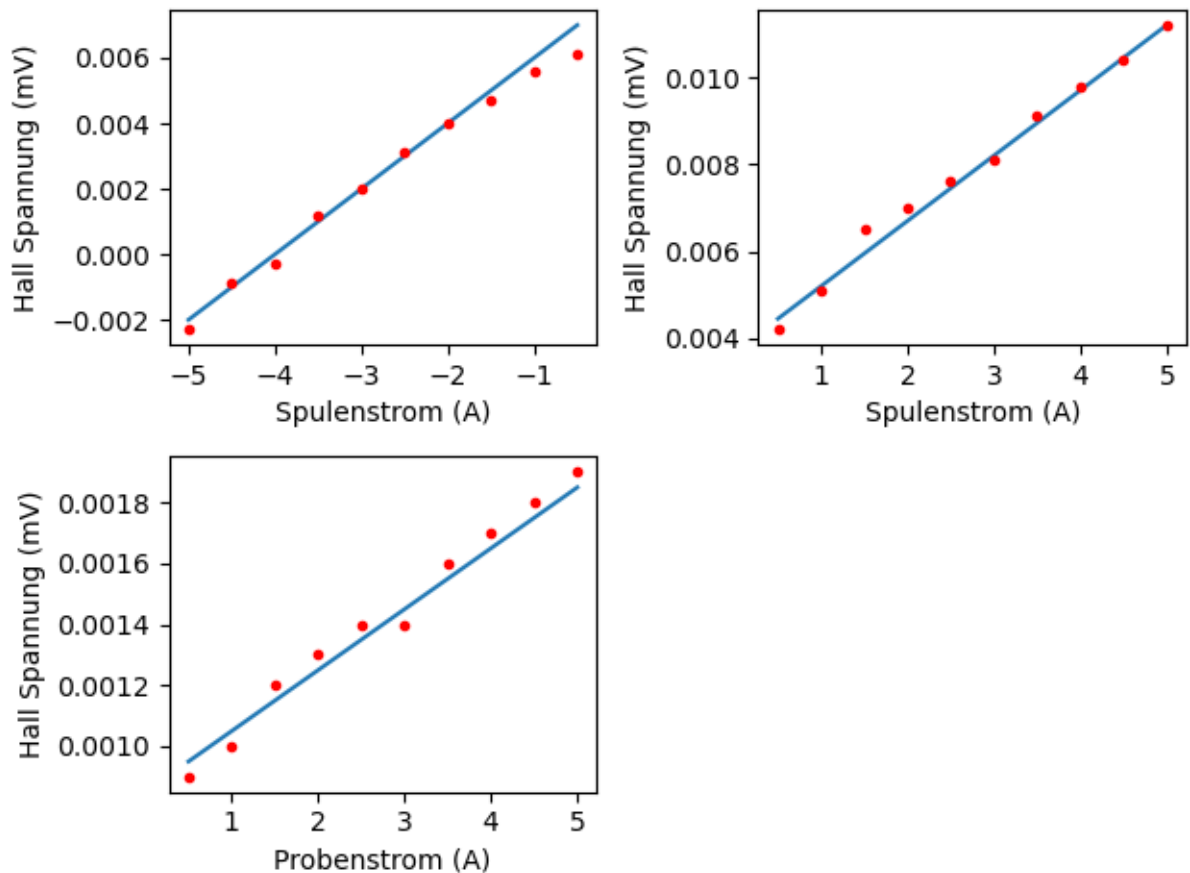 Hall Spannung (mV)
0.006
0.004
0.002
0.000
−0.002
−5 −4 −3 −2 −1
Spulenstrom (A)
Hall Spannung (mV)
0.010
0.008
0.006
0.004
1 2 3 4 5
Spulenstrom (A)
Hall Spannung (mV)
0.0018
0.0016
0.0014
0.0012
0.0010
1 2 3 4 5
Probenstrom (A)